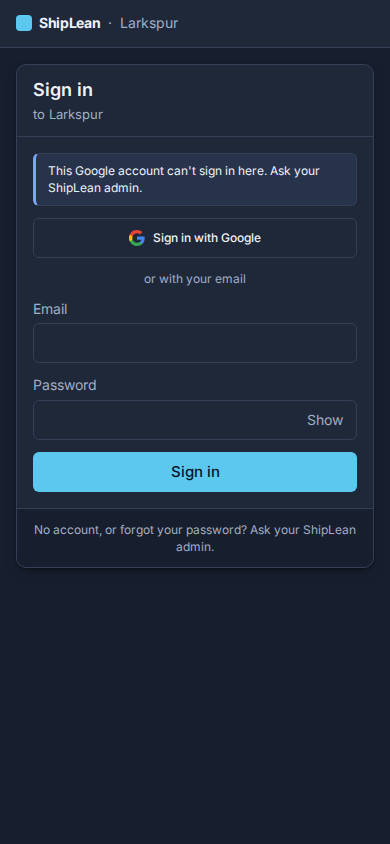 ShipLean · Larkspur
Sign in
to Larkspur
This Google account can't sign in here. Ask your
ShipLean admin.
Sign in with Google
or with your email
Email
Password
Show
Sign in
No account, or forgot your password? Ask your ShipLean
admin.